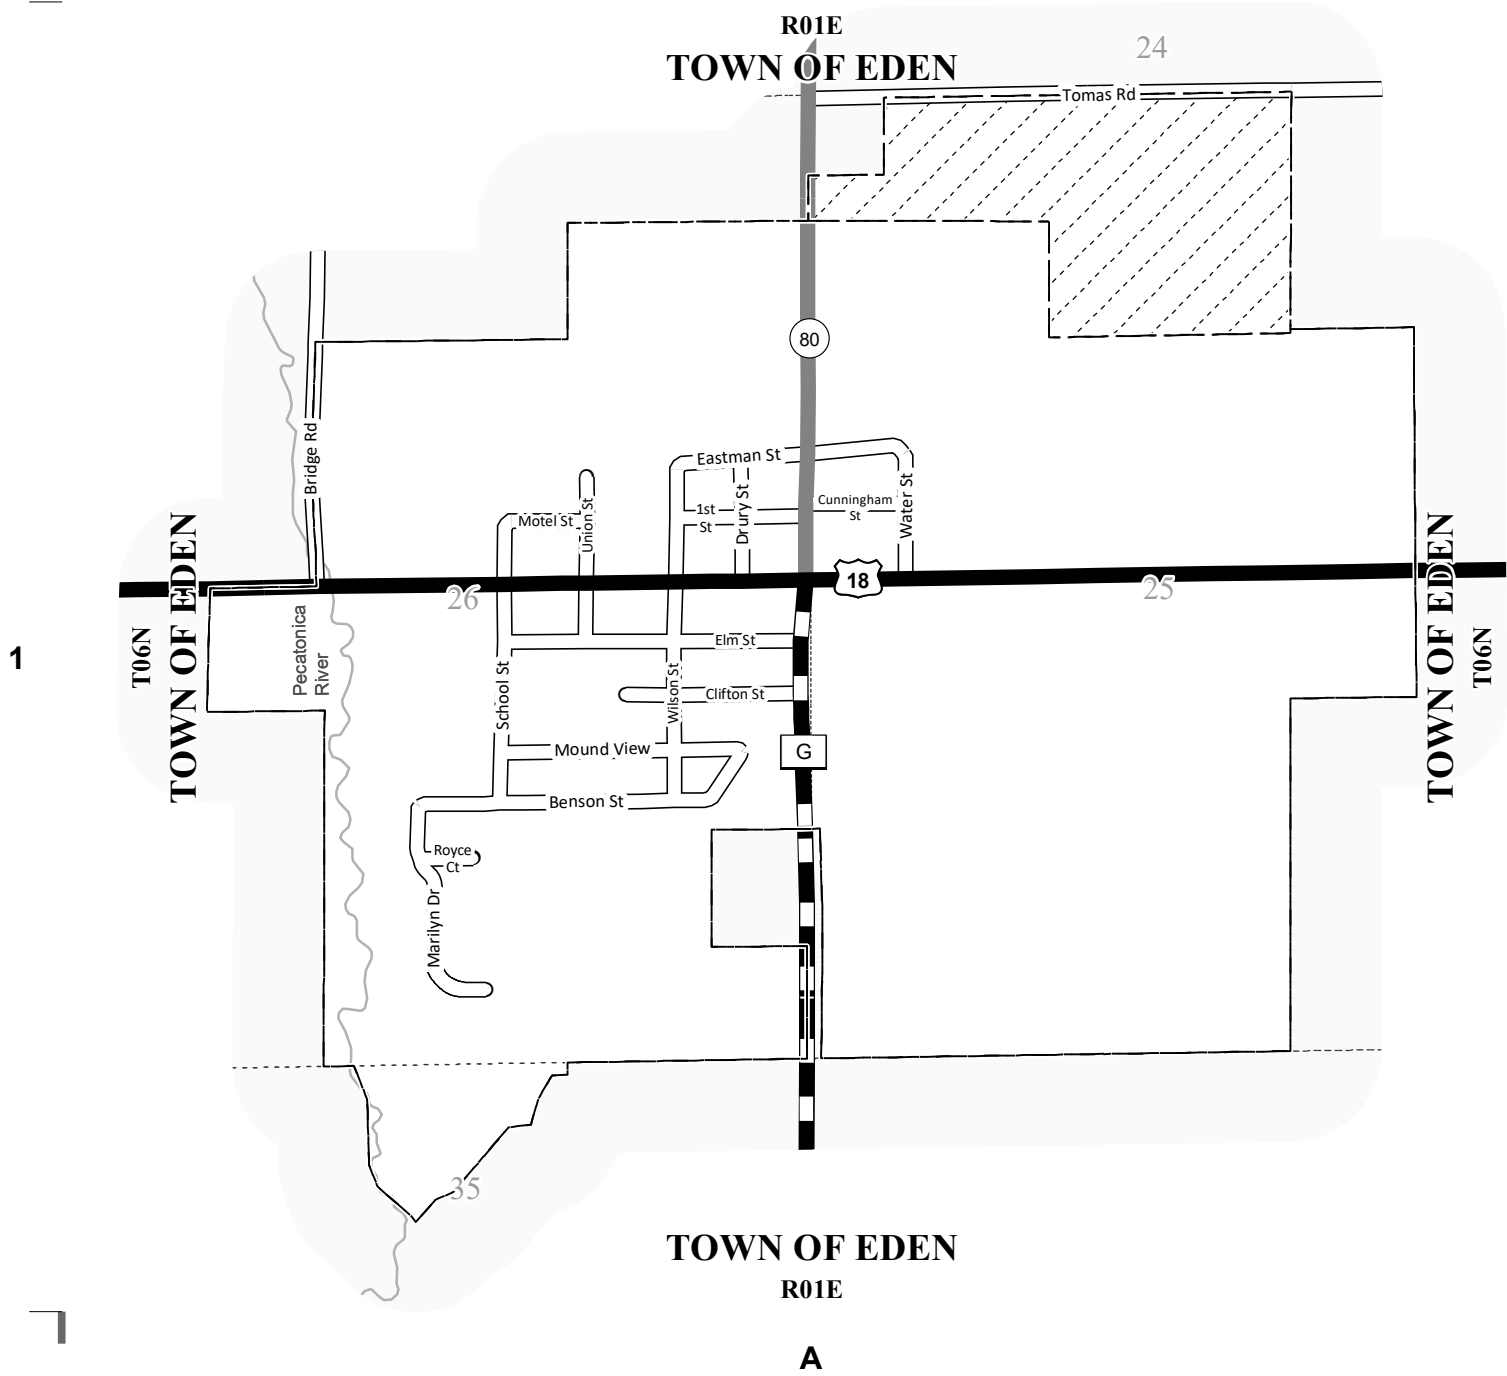 R01E
24
TOWN OF EDEN
Tomas Rd
80
Bridge Rd
Eastman St
Cunningham
St
1st
St
Drury St
Water St
Motel St
Union St
18
26
25
TOWN OF EDEN
T06N
1
Pecatonica
River
TOWN OF EDEN
T06N
Elm St
School St
Wilson St
Clifton St
Mound View
G
Benson St
Royce
Ct
Marilyn Dr
35
TOWN OF EDEN
R01E
A